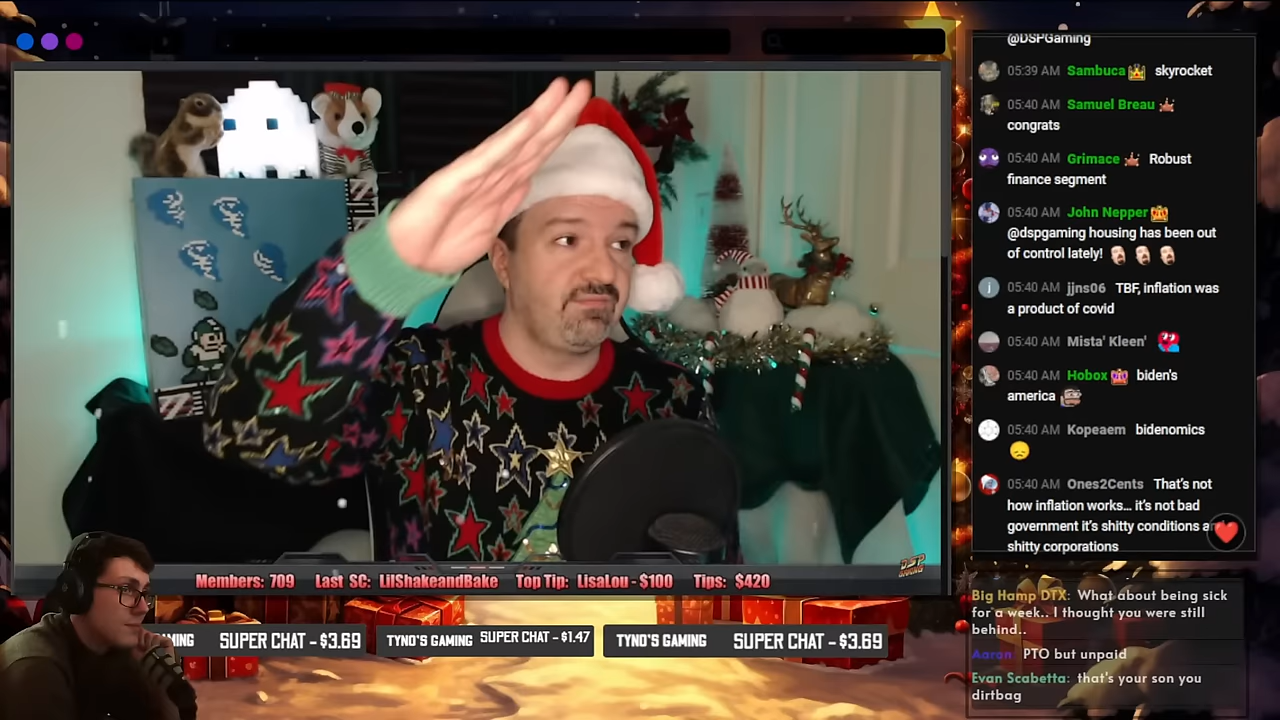 @DSPGaming
05:39 AM Sambuca skyrocket
05:40 AM Samuel Breau
congrats
05:40 AM Grimace Robust
finance segment
05:40 AM John Nepper
@dspgaming housing has been out
of control lately!
05:40 AM jjns06 TBF, inflation was
a product of covid
05:40 AM Mista' Kleen'
05:40 AM Hobox biden's
america
05:40 AM Kopeaem bidenomics
05:40 AM Ones2Cents That's not
how inflation works... it's not bad
government it's shitty conditions
shitty corporations
DSP
GAMING
Members: 709 Last SC: LilShakeandBake Top Tip: LisaLou - $100 Tips: $420
Big Hamp DTX: What about being sick
for a week.. I thought you were still
behind..
Aaron PTO but unpaid
Evan Scabetta: that's your son you
dirtbag
SUPER CHAT - $3.69 TYNO'S GAMING SUPER CHAT - $1.47 TYNO'S GAMING SUPER CHAT - $3.69